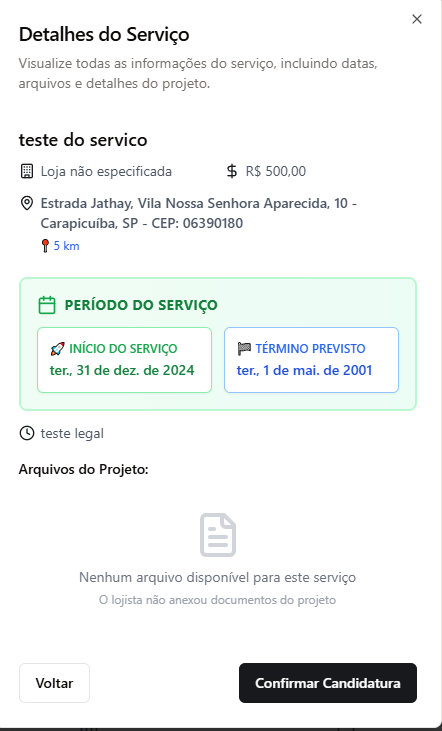 Detalhes do Serviço
Visualize todas as informações do serviço, incluindo datas,
arquivos e detalhes do projeto.
teste do servico
Loja não especificada
R$ 500,00
Estrada Jathay, Vila Nossa Senhora Aparecida, 10 -
Carapicuíba, SP - CEP: 06390180
5 km
PERÍODO DO SERVIÇO
INÍCIO DO SERVIÇO
ter., 31 de dez. de 2024
TÉRMINO PREVISTO
ter., 1 de mai. de 2001
teste legal
Arquivos do Projeto:
Nenhum arquivo disponível para este serviço
O lojista não anexou documentos do projeto
Voltar
Confirmar Candidatura